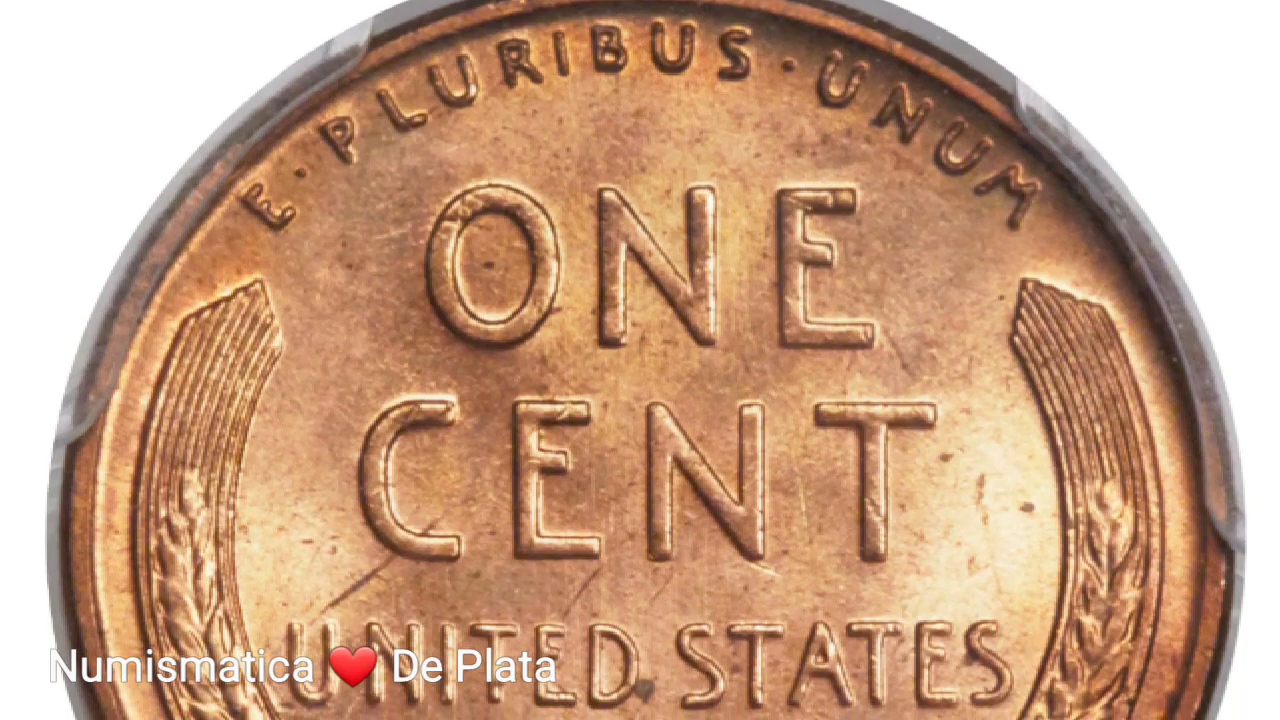 E·PLURIBUS·UNUM
ONE
CENT
UNITED STATES
Numismatica ❤️ De Plata